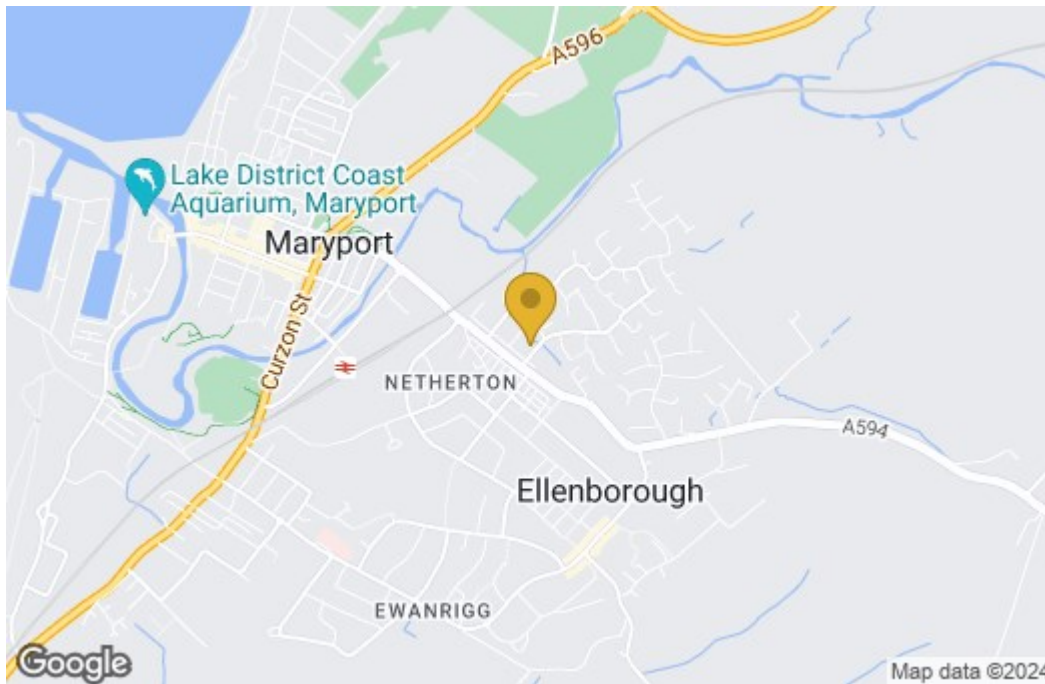 A596
Lake District Coast
Aquarium, Maryport
Maryport
Curzon St
NETHERTON
A594
Ellenborough
EWANRIGG
Google
Map data ©2024